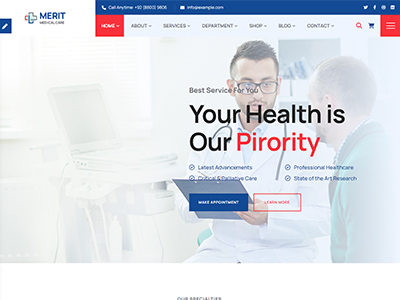 MERIT
MEDICAL CARE
Call Anytime +92 (8800) 9806
info@example.com
HOME
ABOUT
SERVICES
DEPARTMENT
SHOP
BLOG
CONTACT
Best Service For You
Your Health is
Our Pirority
Latest Advancements
Professional Healthcare
Critical & Palliative Care
State of the Art Research
MAKE APPOINTMENT
LEARN MORE
OUR SPECIALTIES